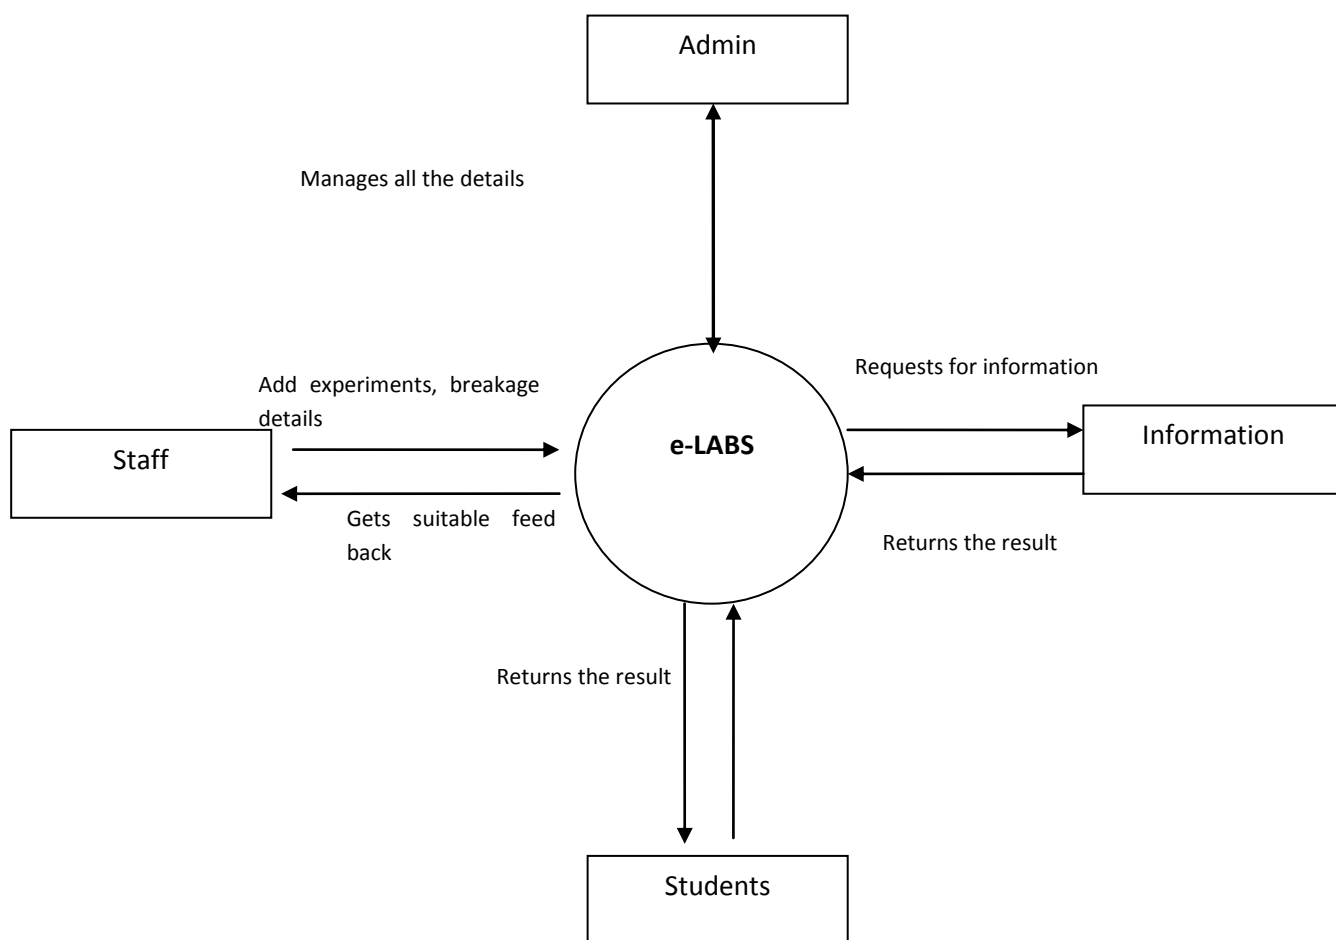 Admin
Manages all the details
Requests for information
Add experiments, breakage
details
e-LABS
Information
Staff
Gets suitable feed
back
Returns the result
Returns the result
Students